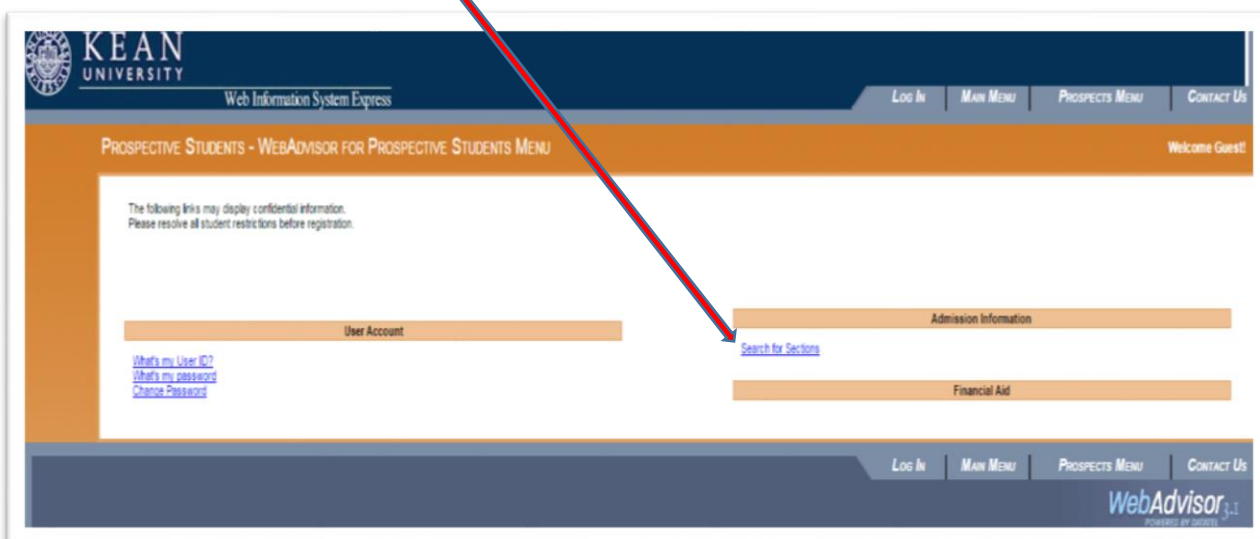 KEAN
UNIVERSITY
Web Information System Express
LOG IN MAIN MENU PROSPECTS MENU CONTACT US
PROSPECTIVE STUDENTS - WEBADVISOR FOR PROSPECTIVE STUDENTS MENU
Welcome Guest!
The following links may display confidential information.
Please resolve all student restrictions before registration.
User Account
What's my User ID?
What's my password
Change Password
Admission Information
Search for Sections
Financial Aid
LOG IN MAIN MENU PROSPECTS MENU CONTACT US
WebAdvisor 3.1
POWERED BY DATATEL